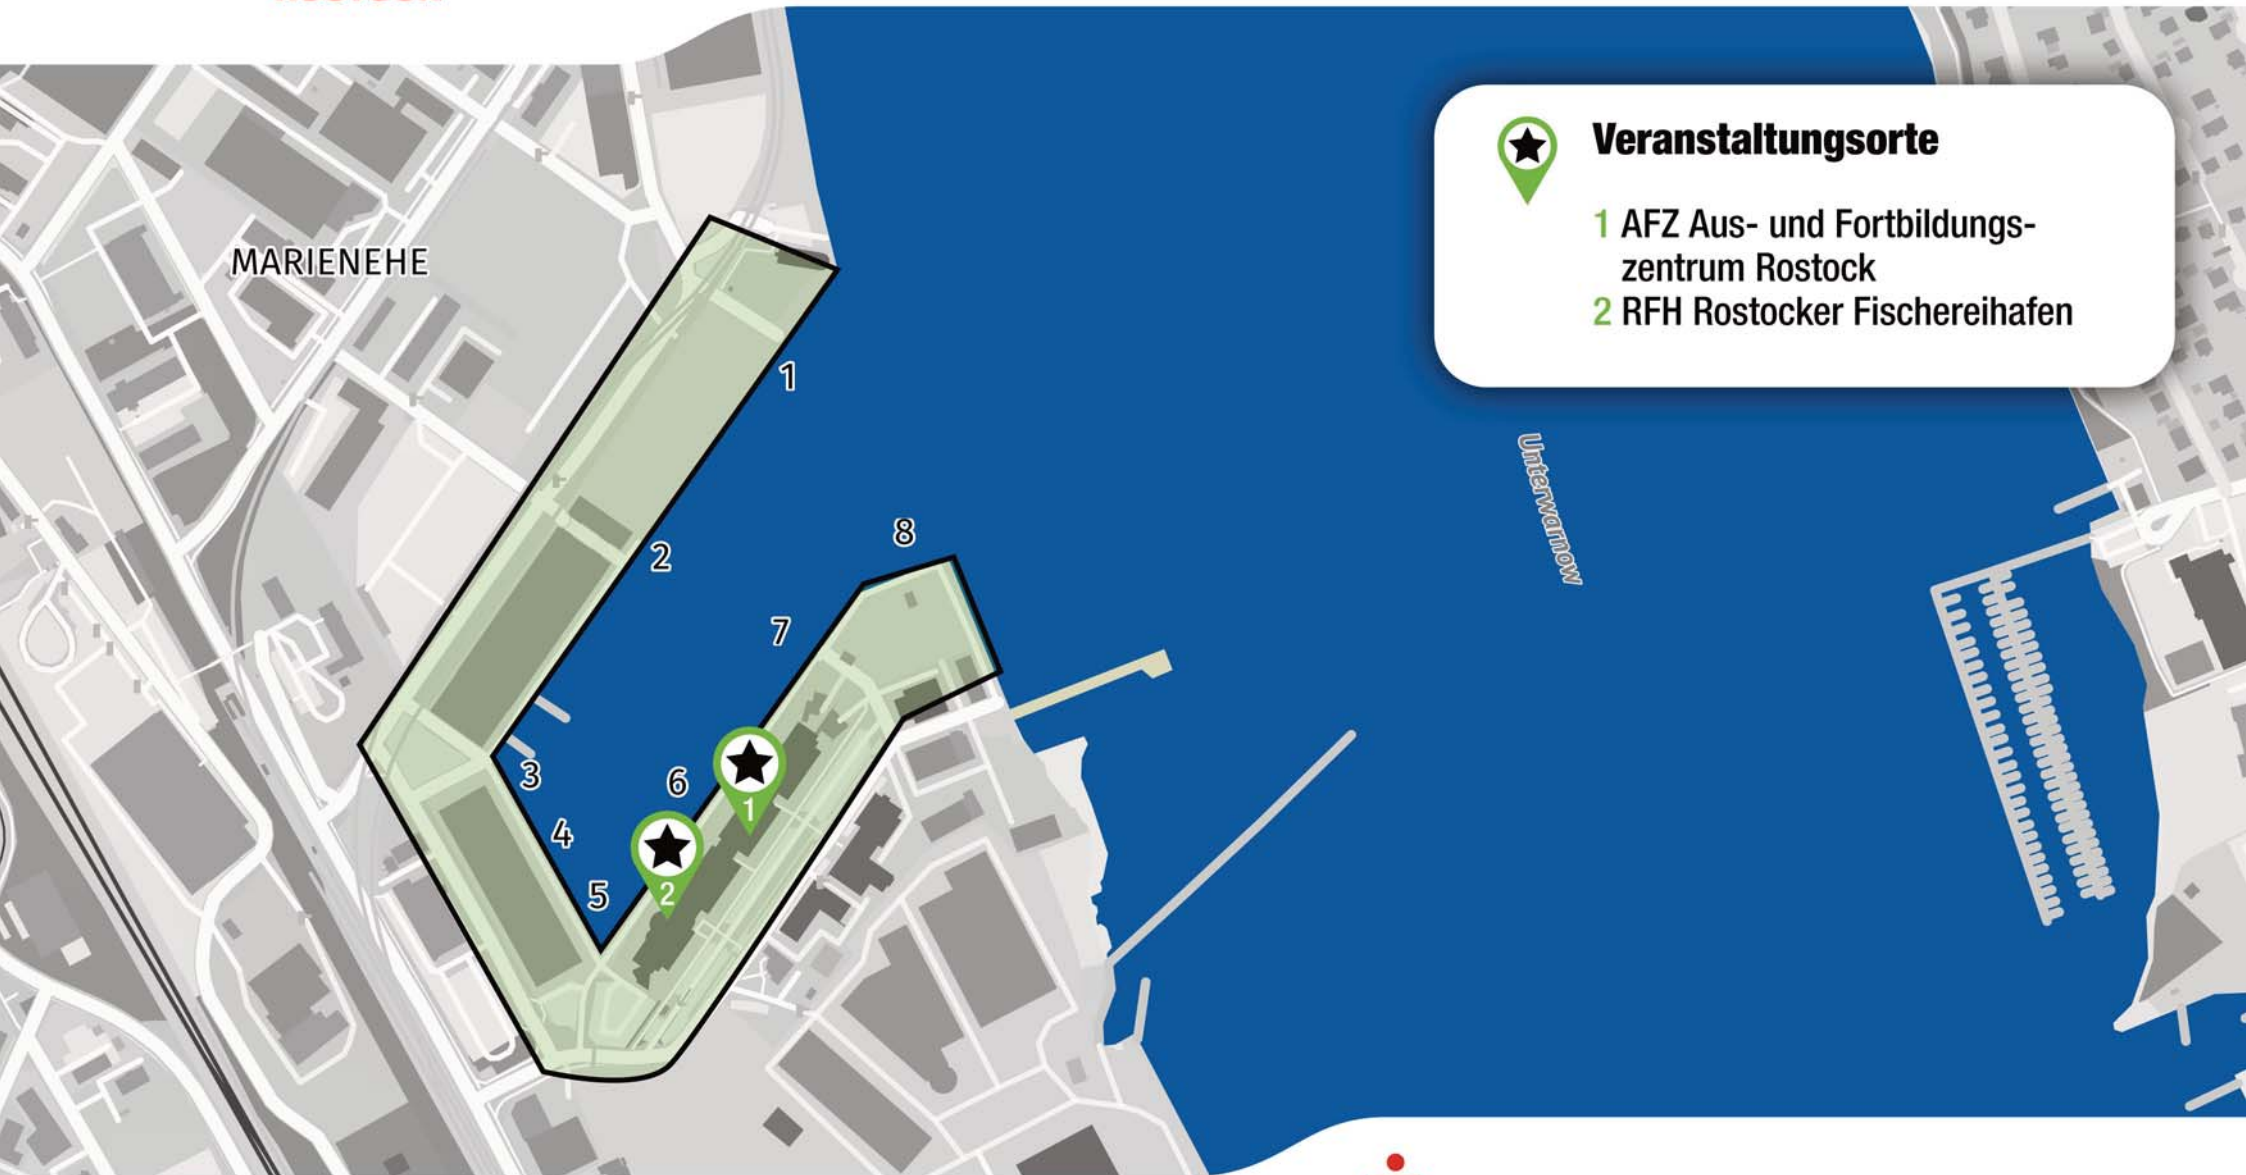 Veranstaltungsorte
1 AFZ Aus- und Fortbildungs-
zentrum Rostock
2 RFH Rostocker Fischereihafen
MARIENEHE
Unterwarnow
1
2
3
4
5
6
7
8
1
2